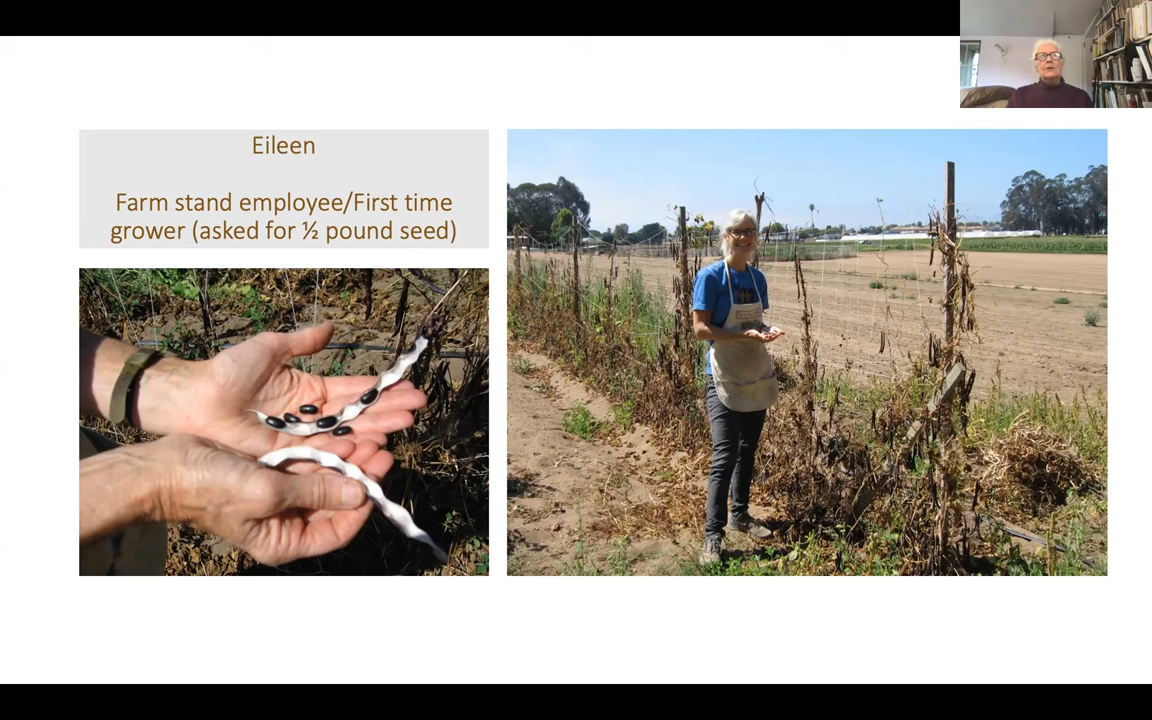 Eileen
Farm stand employee/First time
grower (asked for ½ pound seed)